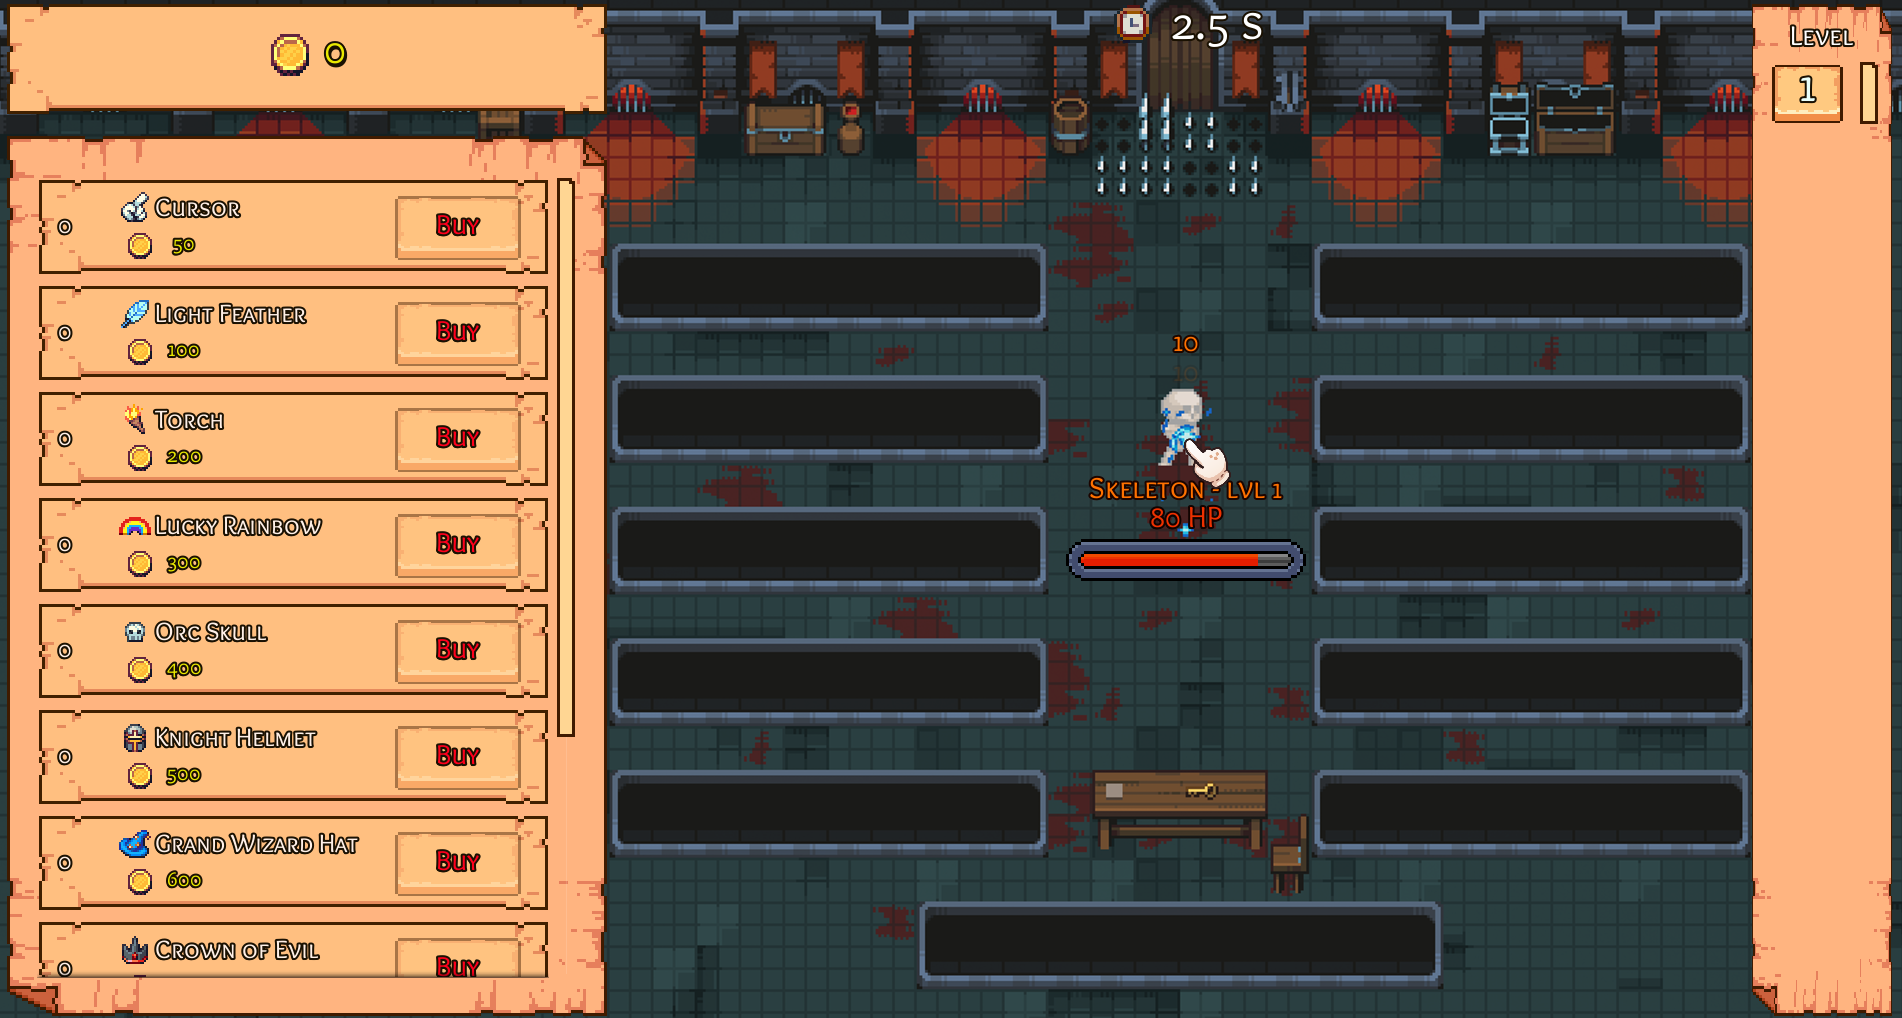 0
2.5 S
LEVEL
1
0 CURSOR
50
BUY
0 LIGHT FEATHER
100
BUY
0 TORCH
200
BUY
0 LUCKY RAINBOW
300
BUY
0 ORC SKULL
400
BUY
0 KNIGHT HELMET
500
BUY
0 GRAND WIZARD HAT
600
BUY
0 CROWN OF EVIL
BUY
10
10
SKELETON - LVL 1
80 HP